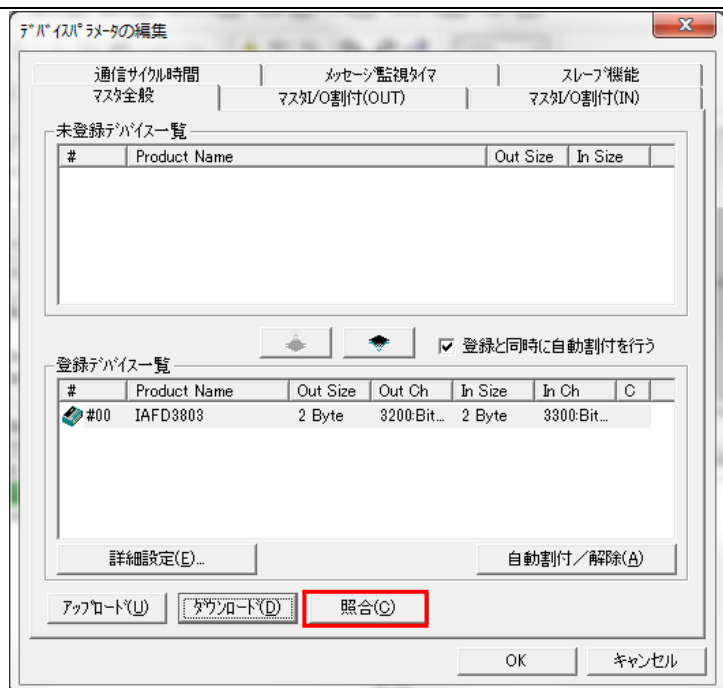 ﾃﾞﾊﾞｲｽﾊﾟﾗﾒｰﾀの編集
通信ｻｲｸﾙ時間 ﾒｯｾｰｼﾞ監視ﾀｲﾏ ｽﾚｰﾌﾞ機能
ﾏｽﾀ全般 ﾏｽﾀI/O割付(OUT) ﾏｽﾀI/O割付(IN)
未登録ﾃﾞﾊﾞｲｽ一覧
# Product Name Out Size In Size
登録と同時に自動割付を行う
登録ﾃﾞﾊﾞｲｽ一覧
# Product Name Out Size Out Ch In Size In Ch C
#00 IAFD3803 2 Byte 3200:Bit... 2 Byte 3300:Bit...
詳細設定(E)... 自動割付／解除(A)
ｱｯﾌﾟﾛｰﾄﾞ(U) ﾀﾞｳﾝﾛｰﾄﾞ(D) 照合(C)
OK ｷｬﾝｾﾙ